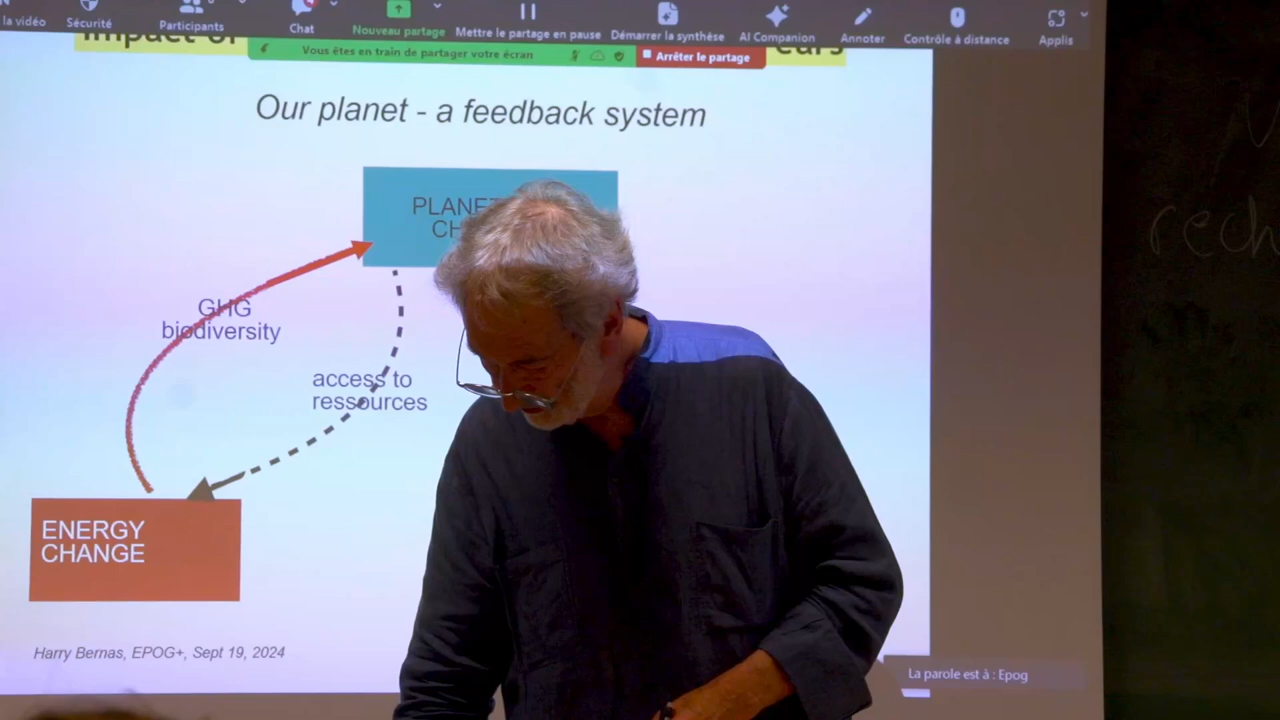 la vidéo Sécurité Participants Chat Nouveau partage Mettre le partage en pause Démarrer la synthèse AI Companion Annoter Contrôle à distance Applis
Impact of
Vous êtes en train de partager votre écran Arrêter le partage
Our planet - a feedback system
GHG
biodiversity
access to
ressources
ENERGY
CHANGE
Harry Bernas, EPOG+, Sept 19, 2024
La parole est à : Epog